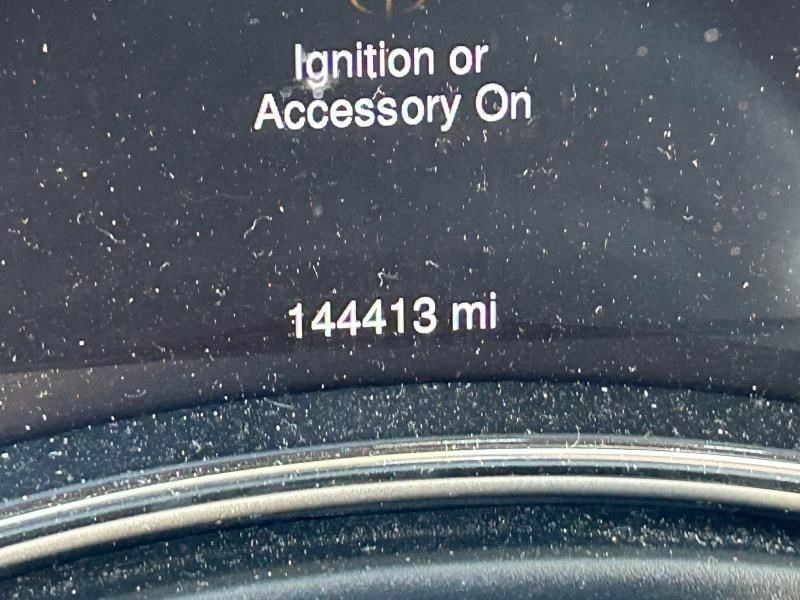 Ignition or
Accessory On
144413 mi